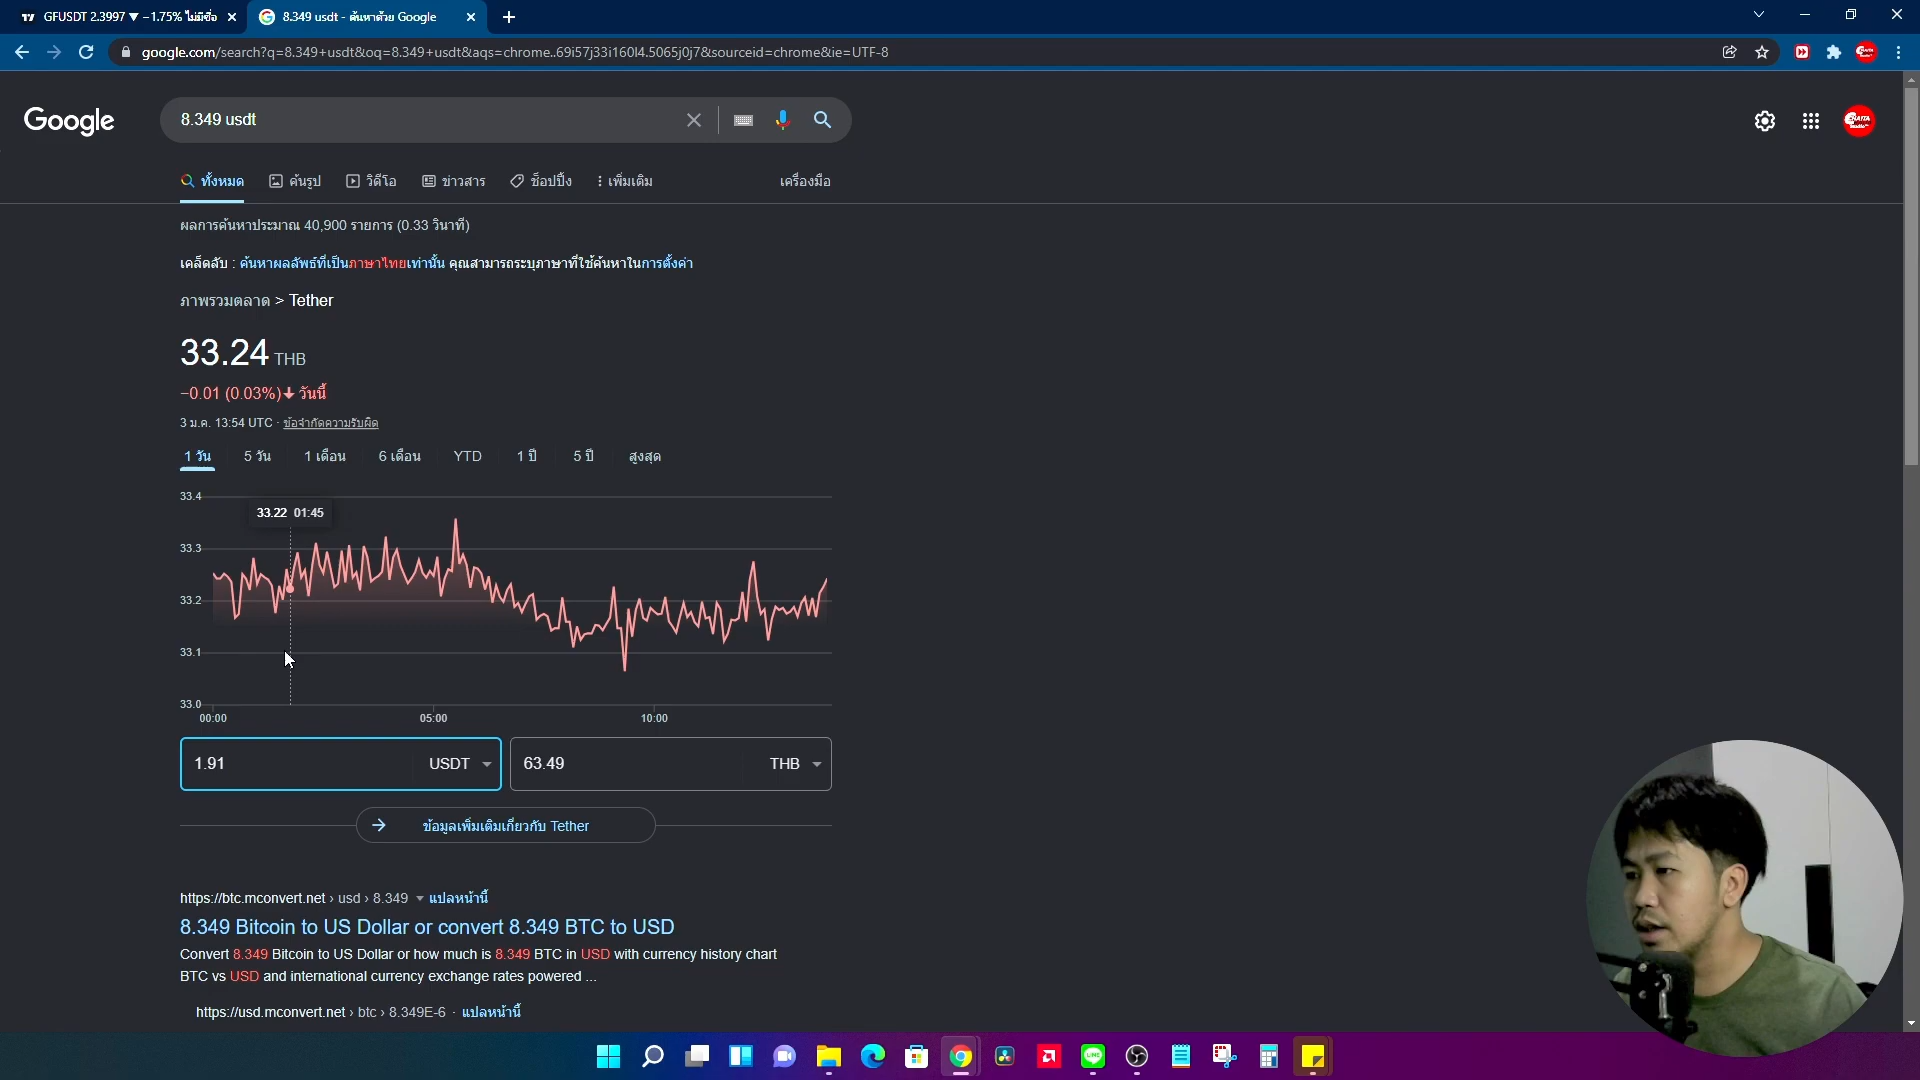 GFUSDT 2.3997 ▼ −1.75% ไม่มีชื่อ
8.349 usdt - ค้นหาด้วย Google
google.com/search?q=8.349+usdt&oq=8.349+usdt&aqs=chrome..69i57j33i160l4.5065j0j7&sourceid=chrome&ie=UTF-8
Google
8.349 usdt
ทั้งหมด
ค้นรูป
วิดีโอ
ข่าวสาร
ช็อปปิ้ง
เพิ่มเติม
เครื่องมือ
ผลการค้นหาประมาณ 40,900 รายการ (0.33 วินาที)
เคล็ดลับ : ค้นหาผลลัพธ์ที่เป็นภาษาไทยเท่านั้น คุณสามารถระบุภาษาที่ใช้ค้นหาในการตั้งค่า
ภาพรวมตลาด > Tether
33.24 THB
−0.01 (0.03%) วันนี้
3 ม.ค. 13:54 UTC · ข้อจำกัดความรับผิด
1 วัน
5 วัน
1 เดือน
6 เดือน
YTD
1 ปี
5 ปี
สูงสุด
33.4
33.22 01:45
33.3
33.2
33.1
33.0
00:00
05:00
10:00
1.91
USDT
63.49
THB
ข้อมูลเพิ่มเติมเกี่ยวกับ Tether
https://btc.mconvert.net › usd › 8.349 แปลหน้านี้
8.349 Bitcoin to US Dollar or convert 8.349 BTC to USD
Convert 8.349 Bitcoin to US Dollar or how much is 8.349 BTC in USD with currency history chart
BTC vs USD and international currency exchange rates powered ...
https://usd.mconvert.net › btc › 8.349E-6 · แปลหน้านี้